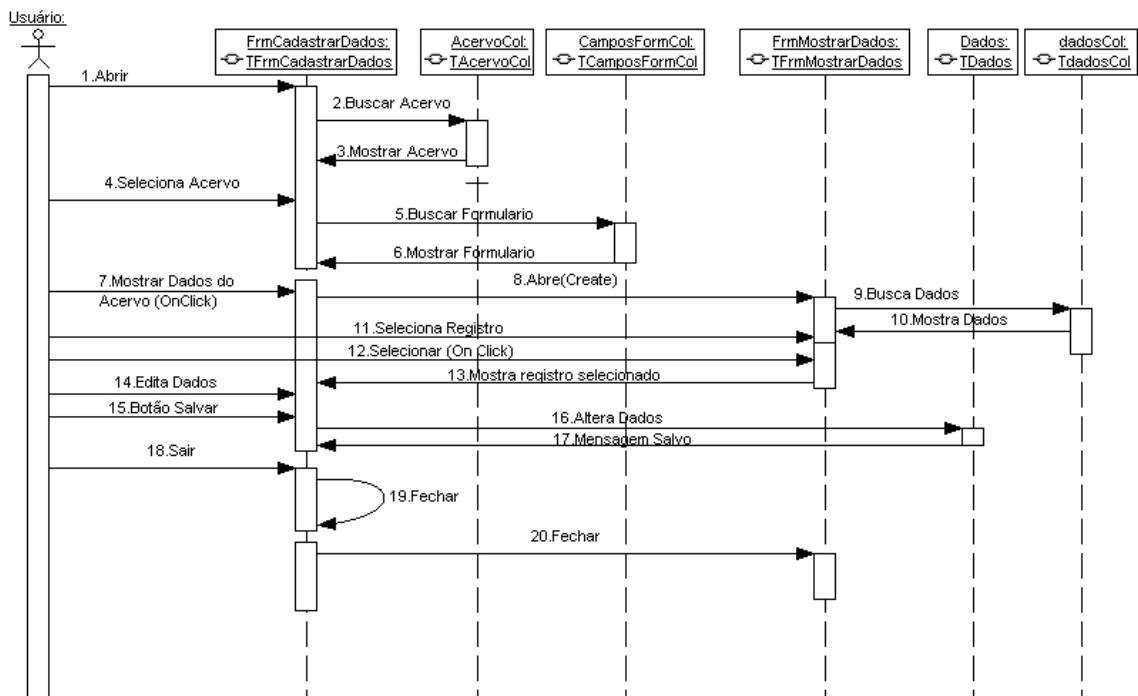 Usuário:
FrmCadastrarDados:
TFrmCadastrarDados
AcervoCol:
TAcervoCol
CamposFormCol:
TCamposFormCol
FrmMostrarDados:
TFrmMostrarDados
Dados:
TDados
dadosCol:
TdadosCol
1.Abrir
2.Buscar Acervo
3.Mostrar Acervo
4.Seleciona Acervo
5.Buscar Formulario
6.Mostrar Formulario
7.Mostrar Dados do
Acervo (OnClick)
8.Abre(Create)
9.Busca Dados
10.Mostra Dados
11.Seleciona Registro
12.Selecionar (On Click)
13.Mostra registro selecionado
14.Edita Dados
15.Botão Salvar
16.Altera Dados
17.Mensagem Salvo
18.Sair
19.Fechar
20.Fechar